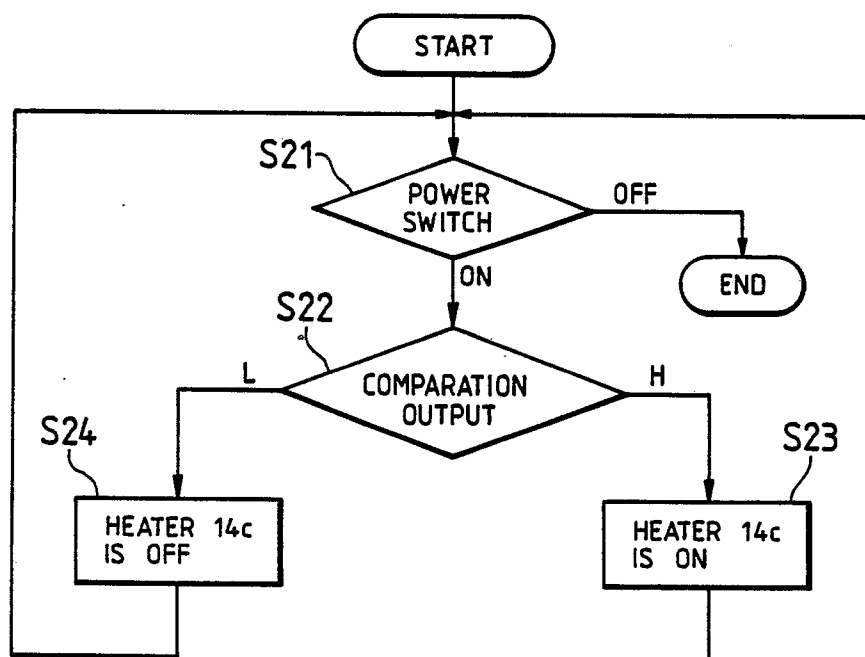 START
S21
POWER
SWITCH
OFF
ON
END
S22
L
COMPARATION
OUTPUT
H
S24
S23
HEATER 14c
IS OFF
HEATER 14c
IS ON